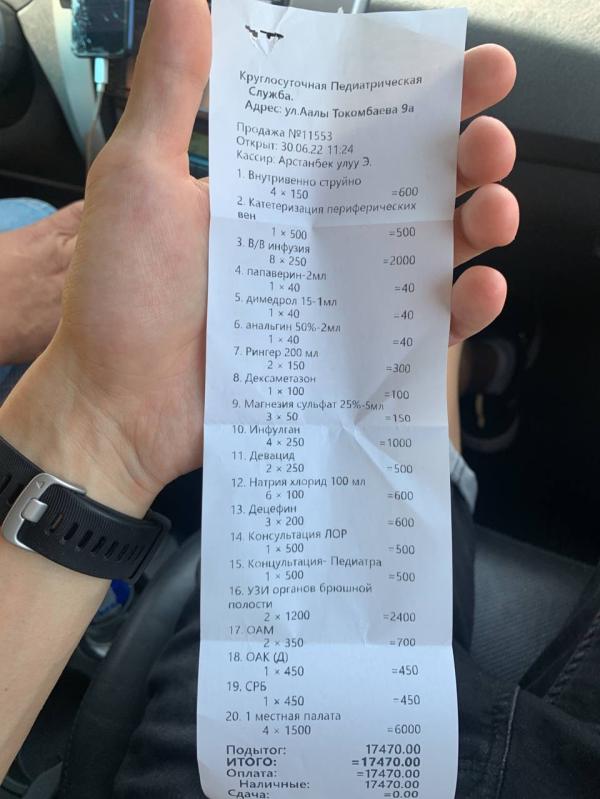 Круглосуточная Педиатрическая
Служба.
Адрес: ул.Аалы Токомбаева 9а
Продажа №11553
Открыт: 30.06.22 11:24
Кассир: Арстанбек улуу Э.
1. Внутривенно струйно
4 × 150 =600
2. Катетеризация периферических
вен
1 × 500 =500
3. В/В инфузия
8 × 250 =2000
4. папаверин-2мл
1 × 40 =40
5. димедрол 15-1мл
1 × 40 =40
6. анальгин 50%-2мл
1 × 40 =40
7. Рингер 200 мл
2 × 150 =300
8. Дексаметазон
1 × 100 =100
9. Магнезия сульфат 25%-5мл
3 × 50 =150
10. Инфулган
4 × 250 =1000
11. Девацид
2 × 250 =500
12. Натрия хлорид 100 мл
6 × 100 =600
13. Децефин
3 × 200 =600
14. Консультация ЛОР
1 × 500 =500
15. Концультация- Педиатра
1 × 500 =500
16. УЗИ органов брюшной
полости
2 × 1200 =2400
17. ОАМ
2 × 350 =700
18. ОАК (Д)
1 × 450 =450
19. СРБ
1 × 450 =450
20. 1 местная палата
4 × 1500 =6000
Подытог: 17470.00
ИТОГО: =17470.00
Оплата: =17470.00
Наличные: 17470.00
Сдача: =0.00